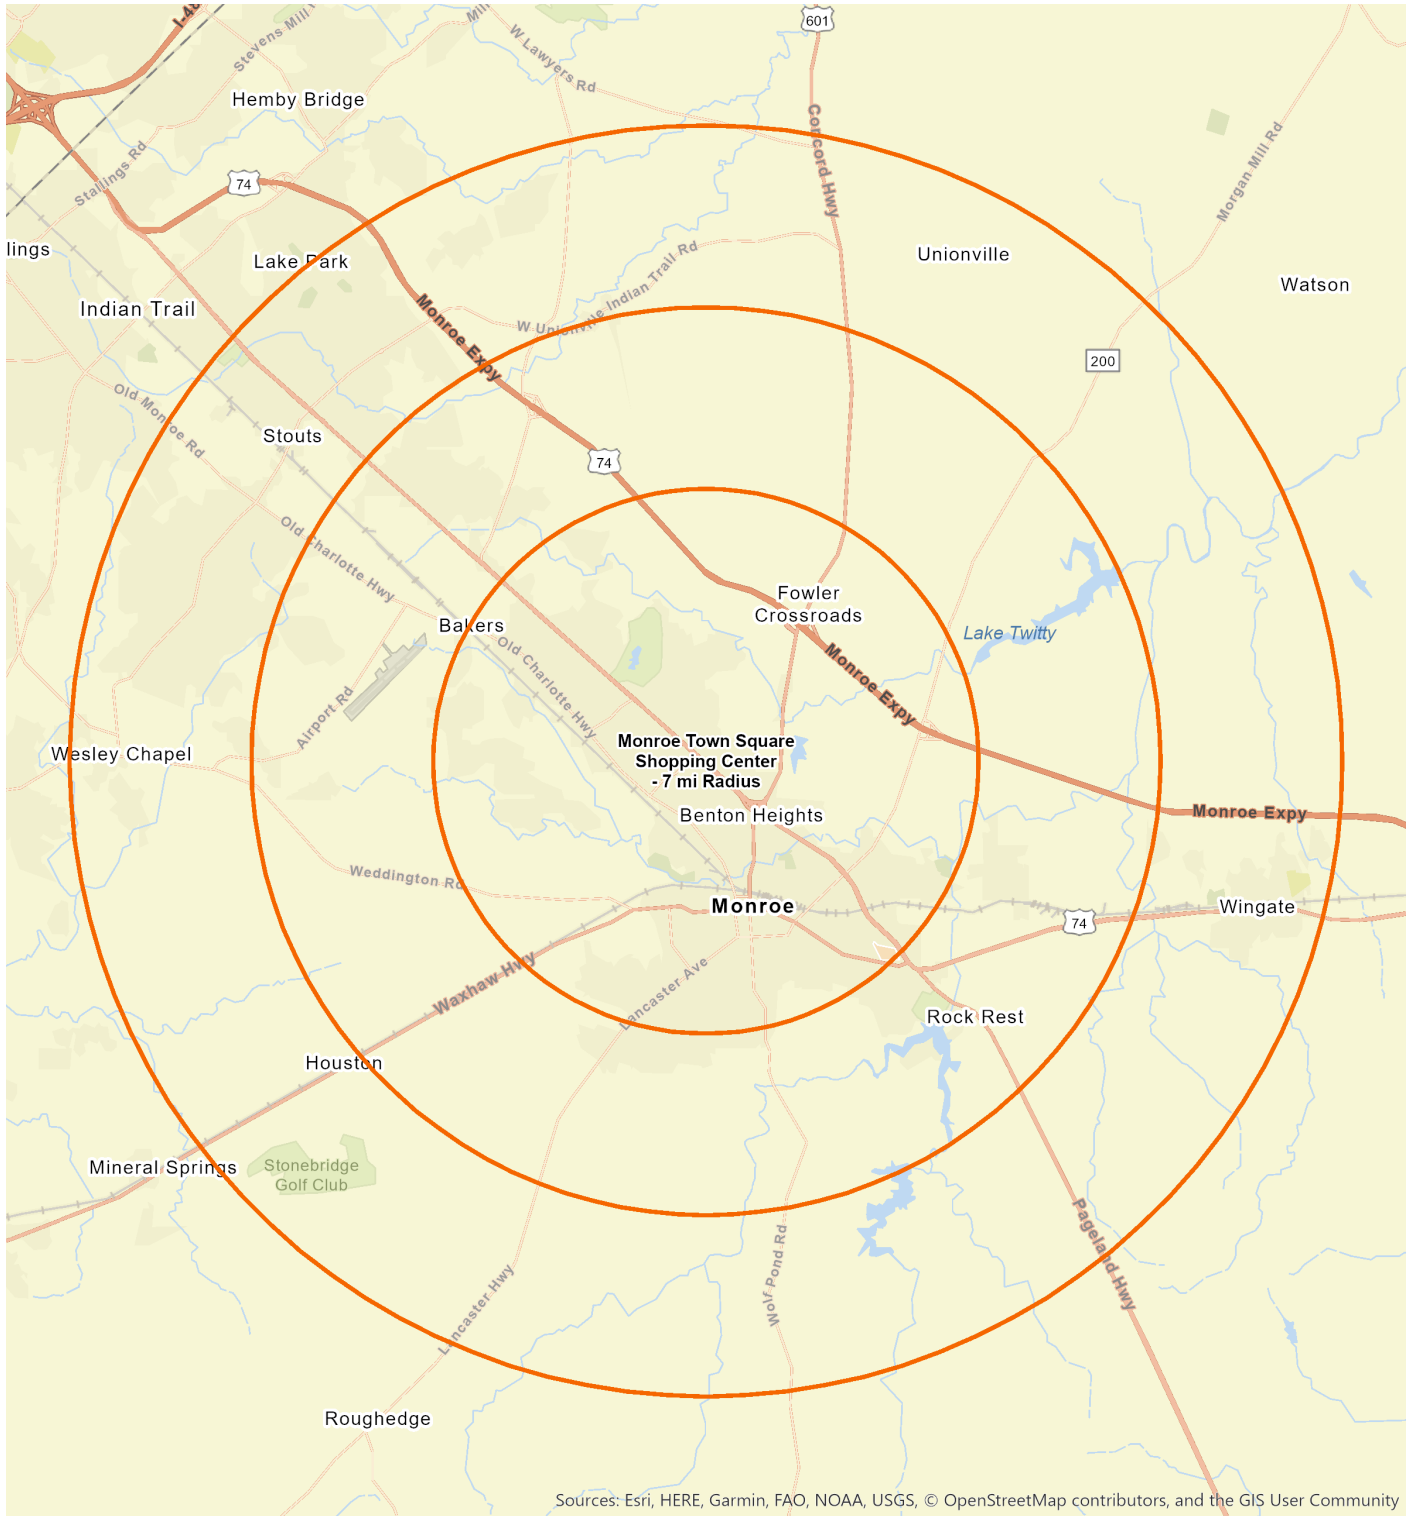 601
I-48
Stevens Mill
Mill
W Lawyers Rd
Hemby Bridge
Concord Hwy
Stallings Rd
74
Morgan Mill Rd
lings
Lake Park
W Unionville Indian Trail Rd
Unionville
Watson
Indian Trail
Monroe Expy
200
Old Monroe Rd
Stouts
74
Old Charlotte Hwy
Fowler
Crossroads
Bakers
Lake Twitty
Old Charlotte Hwy
Monroe Expy
Airport Rd
Wesley Chapel
Monroe Town Square
Shopping Center
- 7 mi Radius
Benton Heights
Monroe Expy
Weddington Rd
Monroe
Wingate
74
Waxhaw Hwy
Lancaster Ave
Rock Rest
Houston
Mineral Springs
Stonebridge
Golf Club
Pageland Hwy
Wolf Pond Rd
Lancaster Hwy
Roughedge
Sources: Esri, HERE, Garmin, FAO, NOAA, USGS, © OpenStreetMap contributors, and the GIS User Community